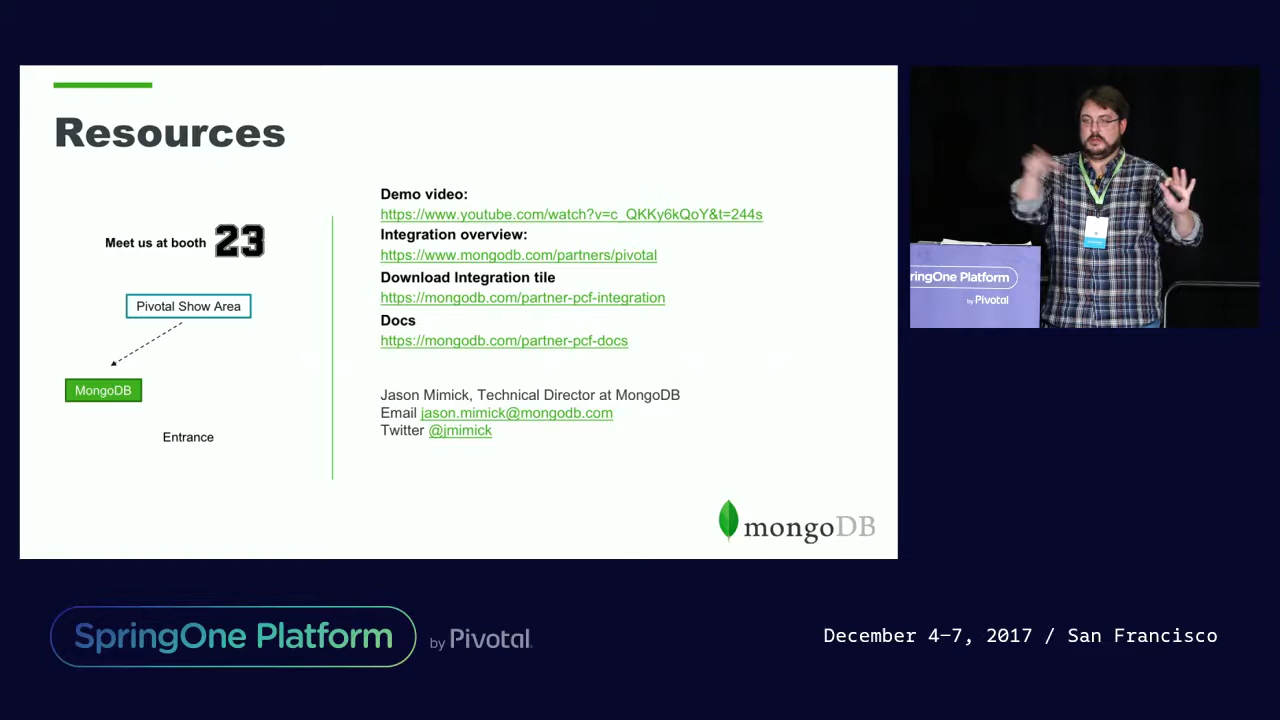 Resources
Meet us at booth 23
Pivotal Show Area
MongoDB
Entrance
Demo video:
https://www.youtube.com/watch?v=c_QKKy6kQoY&t=244s
Integration overview:
https://www.mongodb.com/partners/pivotal
Download Integration tile
https://mongodb.com/partner-pcf-integration
Docs
https://mongodb.com/partner-pcf-docs
Jason Mimick, Technical Director at MongoDB
Email jason.mimick@mongodb.com
Twitter @jmimick
mongoDB
ringOne Platform
by Pivotal
SpringOne Platform by Pivotal.
December 4–7, 2017 / San Francisco